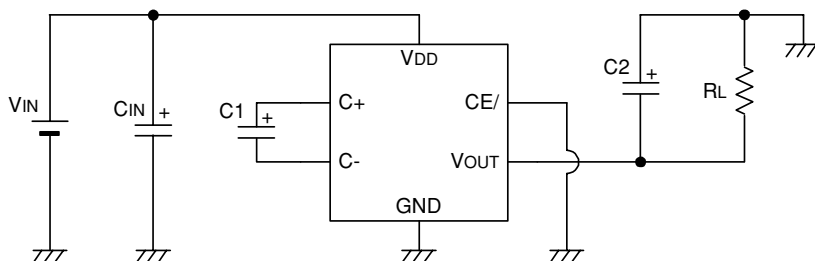 VDD
C2
+
VIN
CIN
+
C1
+
C+
CE/
RL
C-
VOUT
GND